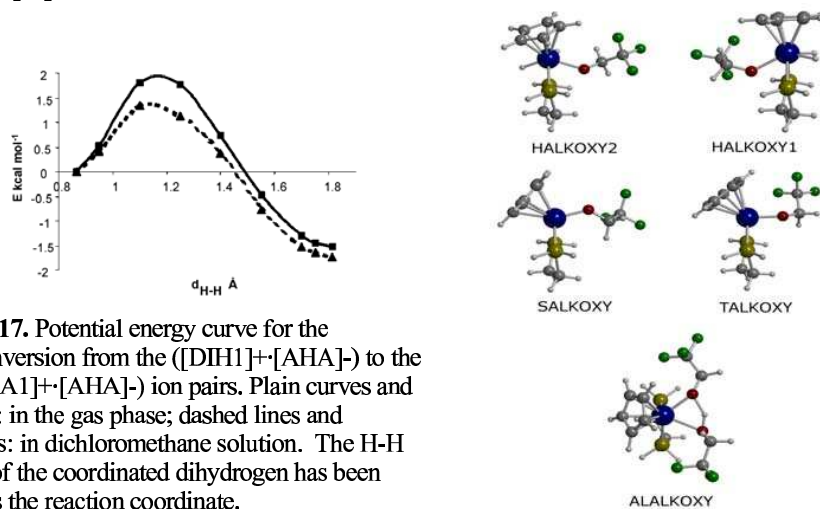 2
1.5
1
0.5
0
-0.5
-1
-1.5
-2
E kcal mol-1
0.8 1 1.2 1.4 1.6 1.8
dH-H Å
17. Potential energy curve for the
version from the ([DIH1]+·[AHA]-) to the
A1]+·[AHA]-) ion pairs. Plain curves and
: in the gas phase; dashed lines and
s: in dichloromethane solution. The H-H
of the coordinated dihydrogen has been
s the reaction coordinate.
HALKOXY2 HALKOXY1
SALKOXY TALKOXY
ALALKOXY